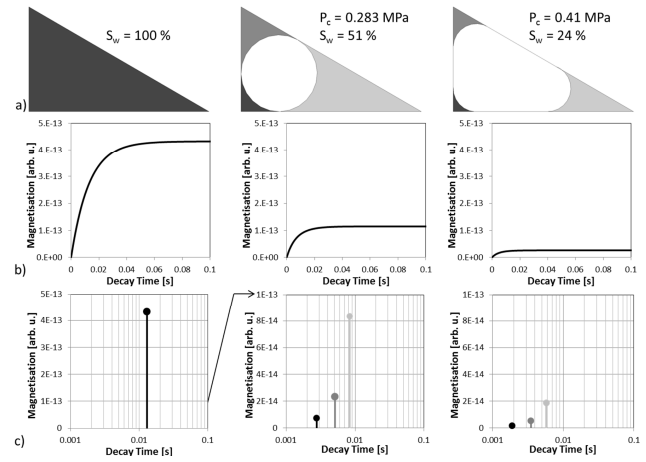 S_w = 100 %
P_c = 0.283 MPa
S_w = 51 %
P_c = 0.41 MPa
S_w = 24 %
a)
Magnetisation [arb. u.]
5.E-13
4.E-13
3.E-13
2.E-13
1.E-13
0.E+00
0 0.02 0.04 0.06 0.08 0.1
Decay Time [s]
Magnetisation [arb. u.]
5.E-13
4.E-13
3.E-13
2.E-13
1.E-13
0.E+00
0 0.02 0.04 0.06 0.08 0.1
Decay Time [s]
Magnetisation [arb. u.]
5.E-13
4.E-13
3.E-13
2.E-13
1.E-13
0.E+00
0 0.02 0.04 0.06 0.08 0.1
Decay Time [s]
b)
Magnetisation [arb. u.]
5E-13
4E-13
3E-13
2E-13
1E-13
0
0.001 0.01 0.1
Decay Time [s]
Magnetisation [arb. u.]
1E-13
8E-14
6E-14
4E-14
2E-14
0
0.001 0.01 0.1
Decay Time [s]
Magnetisation [arb. u.]
1E-13
8E-14
6E-14
4E-14
2E-14
0
0.001 0.01 0.1
Decay Time [s]
c)